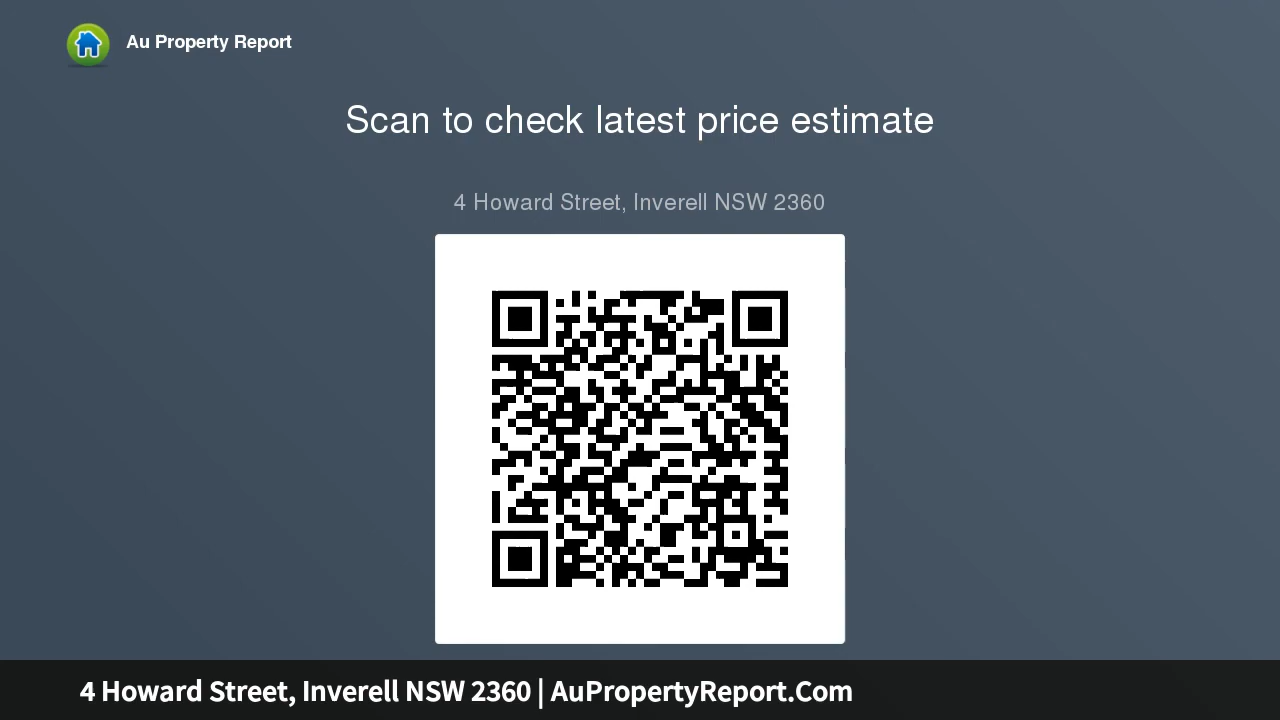 Au Property Report
Scan to check latest price estimate
4 Howard Street, Inverell NSW 2360
4 Howard Street, Inverell NSW 2360 | AuPropertyReport.Com